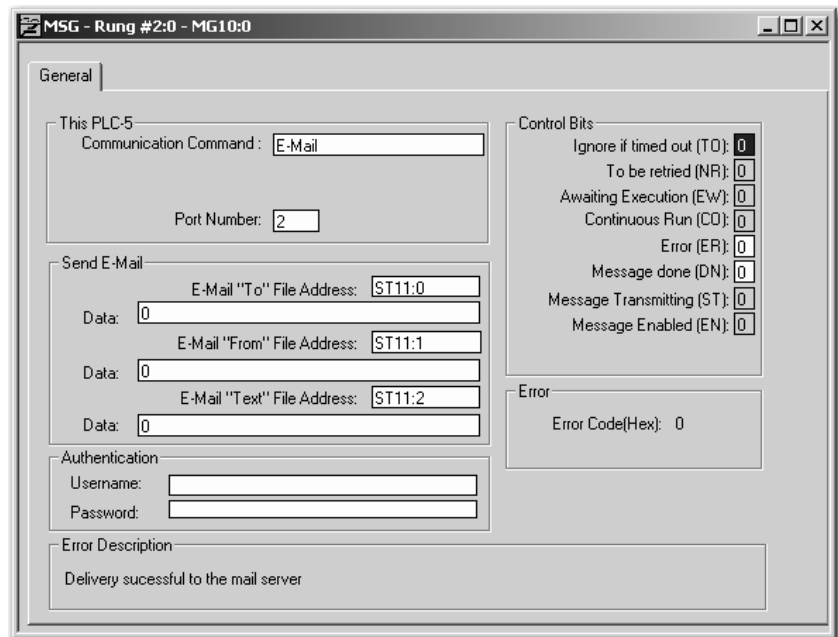 MSG - Rung #2:0 - MG10:0
General
This PLC-5
Communication Command : E-Mail
Port Number: 2
Send E-Mail
E-Mail "To" File Address: ST11:0
Data: 0
E-Mail "From" File Address: ST11:1
Data: 0
E-Mail "Text" File Address: ST11:2
Data: 0
Authentication
Username:
Password:
Control Bits
Ignore if timed out (TO): 0
To be retried (NR): 0
Awaiting Execution (EW): 0
Continuous Run (CO): 0
Error (ER): 0
Message done (DN): 0
Message Transmitting (ST): 0
Message Enabled (EN): 0
Error
Error Code(Hex): 0
Error Description
Delivery sucessful to the mail server